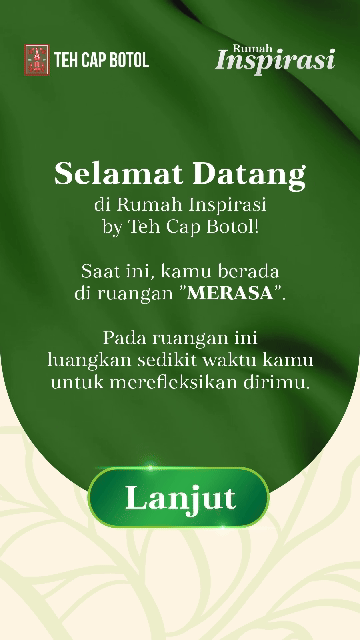 TEH CAP BOTOL
Rumah
Inspirasi
Selamat Datang
di Rumah Inspirasi
by Teh Cap Botol!
Saat ini, kamu berada
di ruangan "MERASA".
Pada ruangan ini
luangkan sedikit waktu kamu
untuk merefleksikan dirimu.
Lanjut